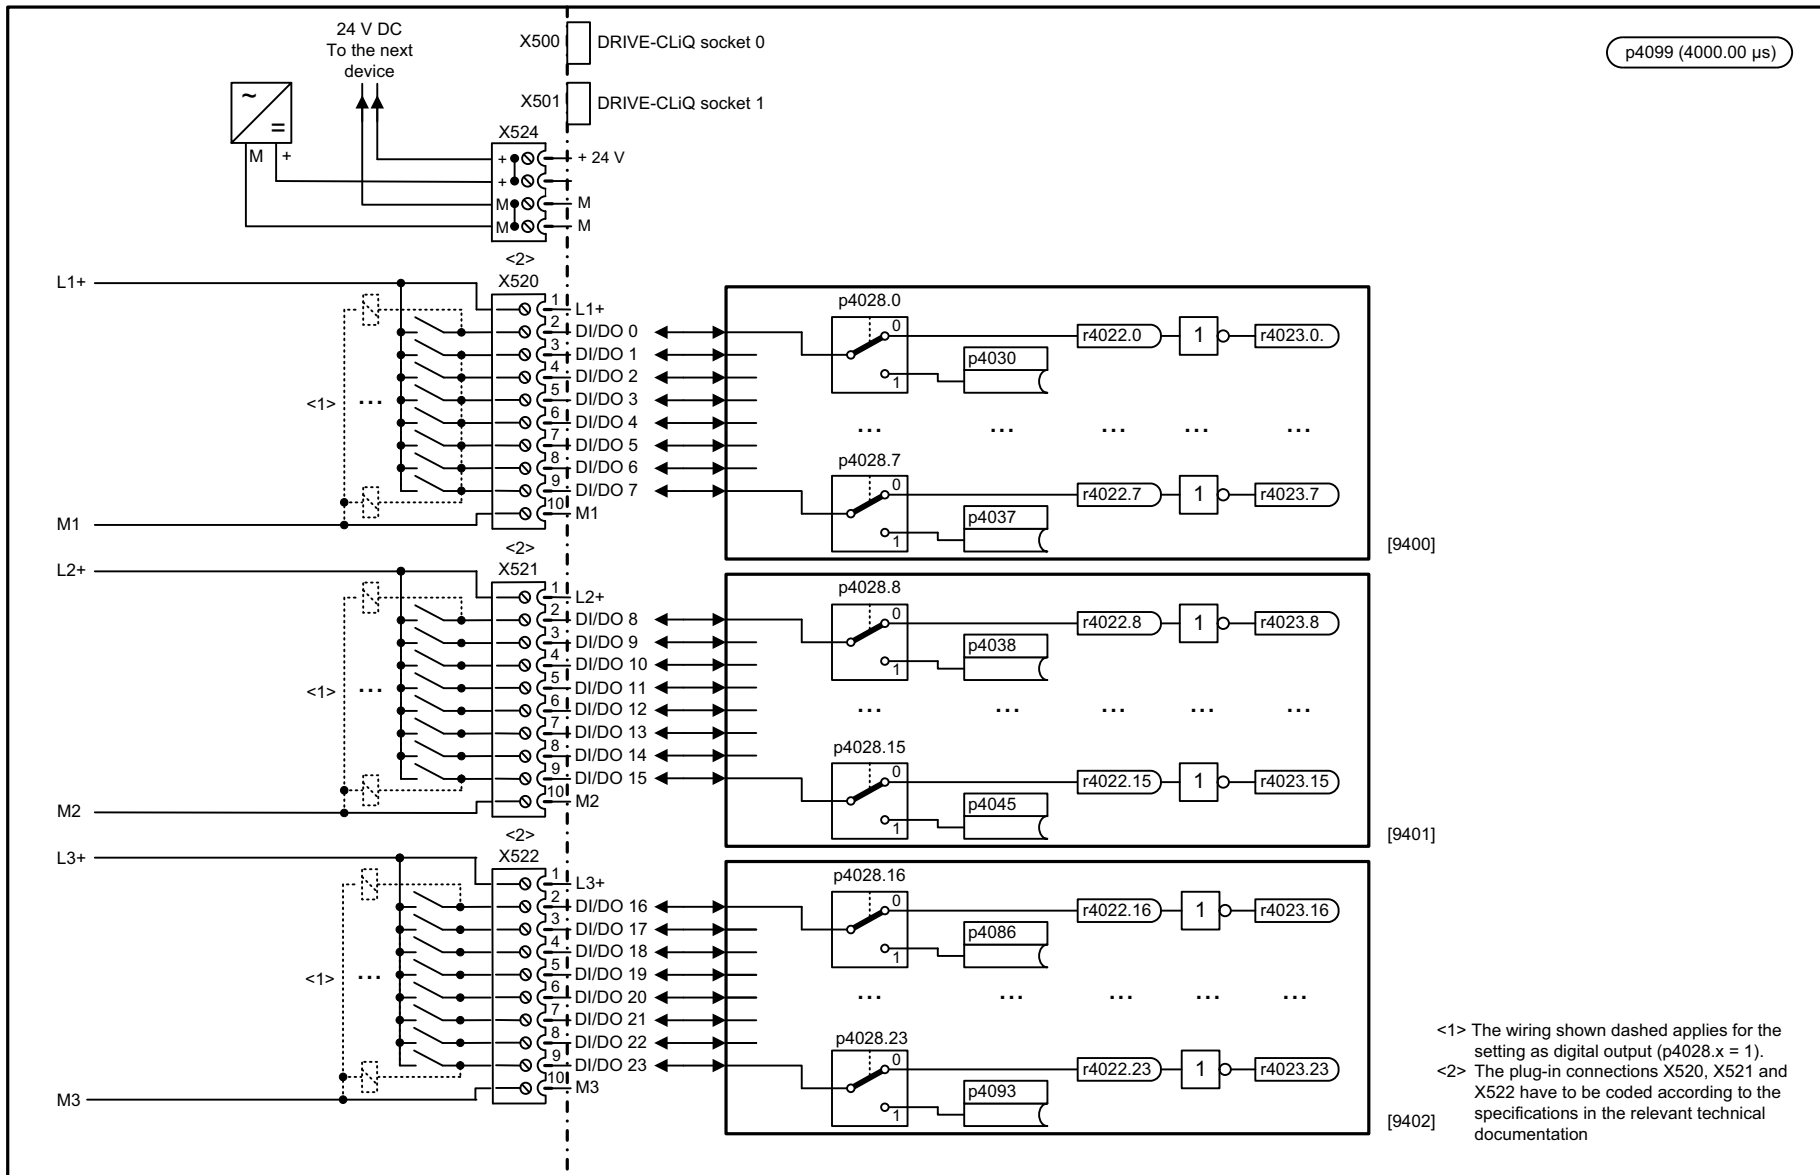 24 V DC
To the next
device
X500 DRIVE-CLiQ socket 0
p4099 (4000.00 µs)
X501 DRIVE-CLiQ socket 1
~
=
M +
X524
+ + 24 V
+
M M
M M
<2>
X520
L1+
1 L1+
2 DI/DO 0
3 DI/DO 1
4 DI/DO 2
5 DI/DO 3
6 DI/DO 4
7 DI/DO 5
8 DI/DO 6
9 DI/DO 7
10 M1
<1> ...
M1
p4028.0
0
1
p4030
r4022.0 1 r4023.0.
... ... ... ... ...
p4028.7
0
1
p4037
r4022.7 1 r4023.7
[9400]
<2>
X521
L2+
1 L2+
2 DI/DO 8
3 DI/DO 9
4 DI/DO 10
5 DI/DO 11
6 DI/DO 12
7 DI/DO 13
8 DI/DO 14
9 DI/DO 15
10 M2
<1> ...
M2
p4028.8
0
1
p4038
r4022.8 1 r4023.8
... ... ... ... ...
p4028.15
0
1
p4045
r4022.15 1 r4023.15
[9401]
<2>
X522
L3+
1 L3+
2 DI/DO 16
3 DI/DO 17
4 DI/DO 18
5 DI/DO 19
6 DI/DO 20
7 DI/DO 21
8 DI/DO 22
9 DI/DO 23
10 M3
<1> ...
M3
p4028.16
0
1
p4086
r4022.16 1 r4023.16
... ... ... ... ...
p4028.23
0
1
p4093
r4022.23 1 r4023.23
[9402]
<1> The wiring shown dashed applies for the
setting as digital output (p4028.x = 1).
<2> The plug-in connections X520, X521 and
X522 have to be coded according to the
specifications in the relevant technical
documentation